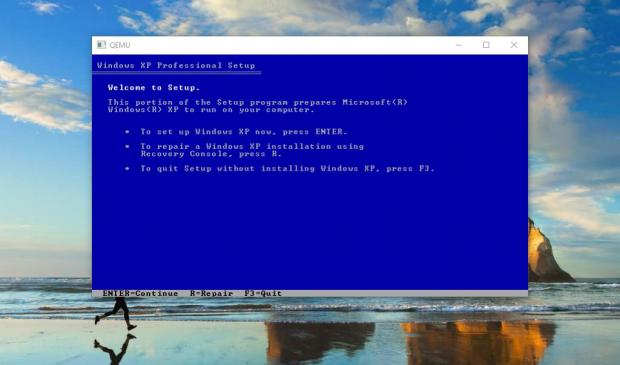 QEMU
Windows XP Professional Setup
Welcome to Setup.
This portion of the Setup program prepares Microsoft(R)
Windows(R) XP to run on your computer.
• To set up Windows XP now, press ENTER.
• To repair a Windows XP installation using
Recovery Console, press R.
• To quit Setup without installing Windows XP, press F3.
ENTER=Continue R=Repair F3=Quit